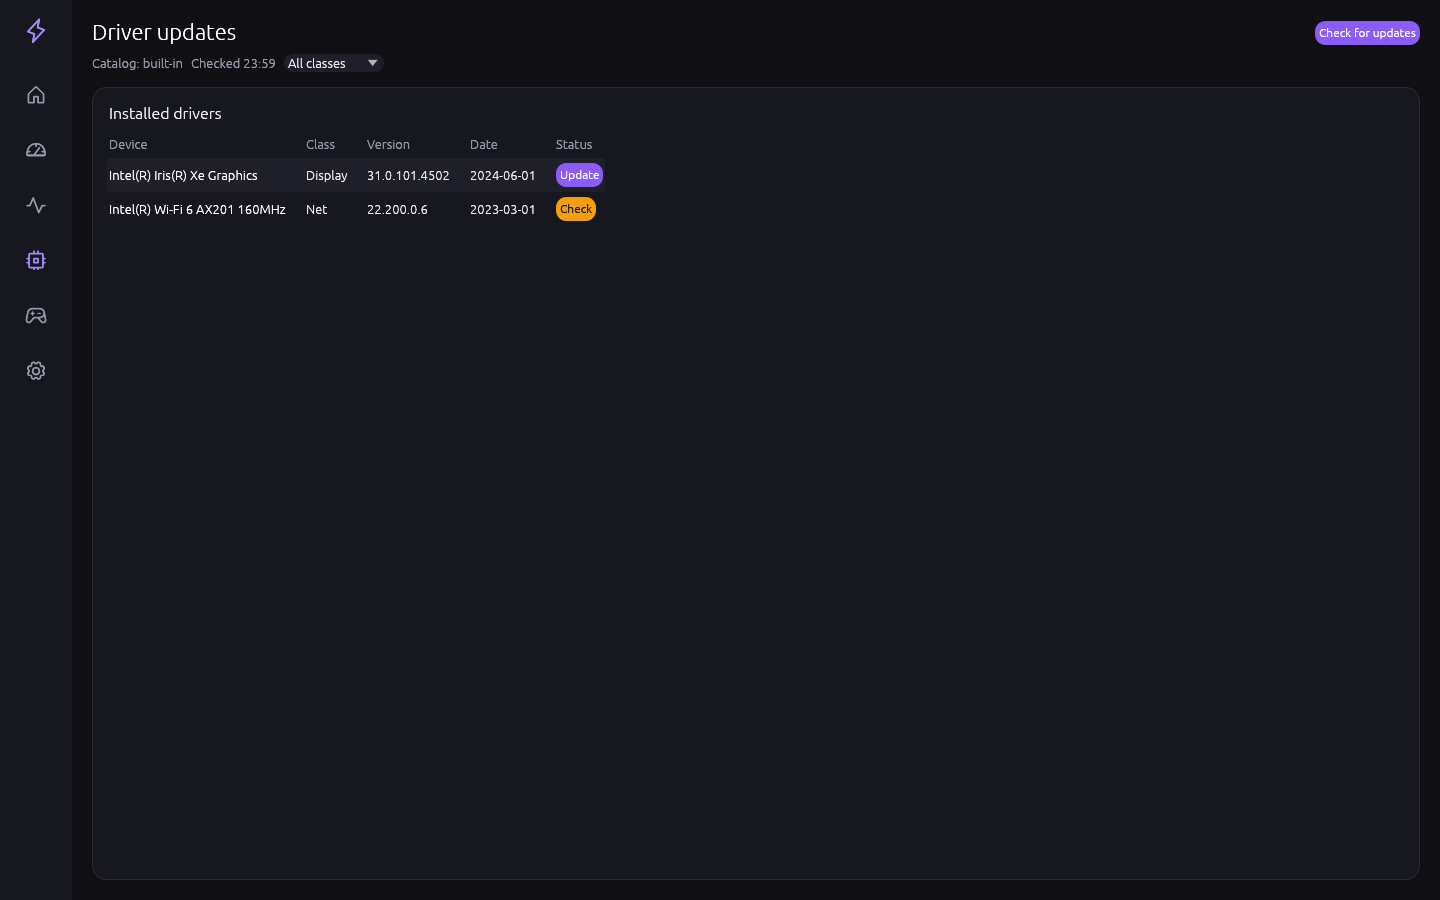 Driver updates
Check for updates
Catalog: built-in Checked 23:59 All classes
Installed drivers
Device Class Version Date Status
Intel(R) Iris(R) Xe Graphics Display 31.0.101.4502 2024-06-01 Update
Intel(R) Wi-Fi 6 AX201 160MHz Net 22.200.0.6 2023-03-01 Check